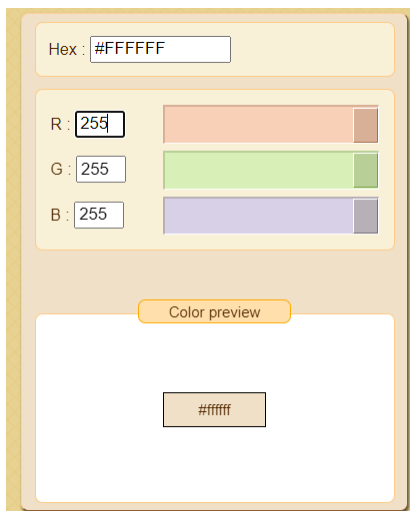 Hex : #FFFFFF
R : 255
G : 255
B : 255
Color preview
#ffffff